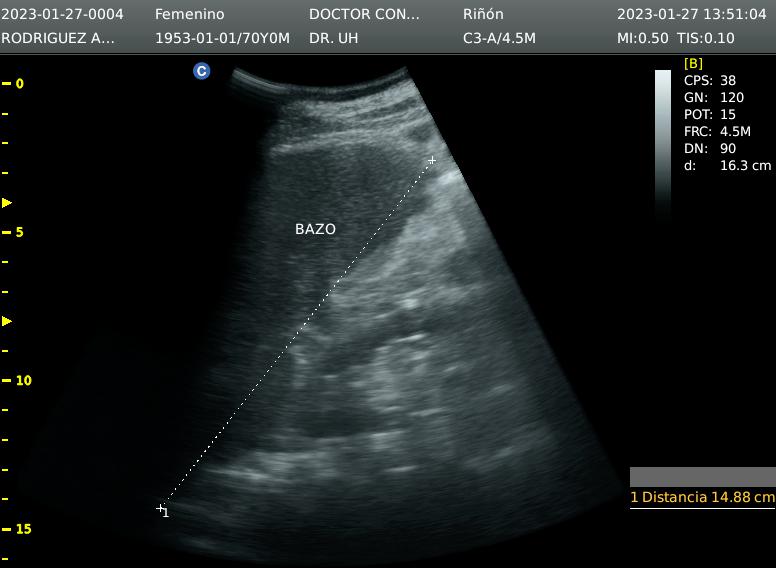 2023-01-27-0004 Femenino DOCTOR CON... Riñón 2023-01-27 13:51:04
RODRIGUEZ A... 1953-01-01/70Y0M DR. UH C3-A/4.5M MI:0.50 TIS:0.10
C
[B]
CPS: 38
GN: 120
POT: 15
FRC: 4.5M
DN: 90
d: 16.3 cm
0
5
10
15
BAZO
1
1 Distancia 14.88 cm